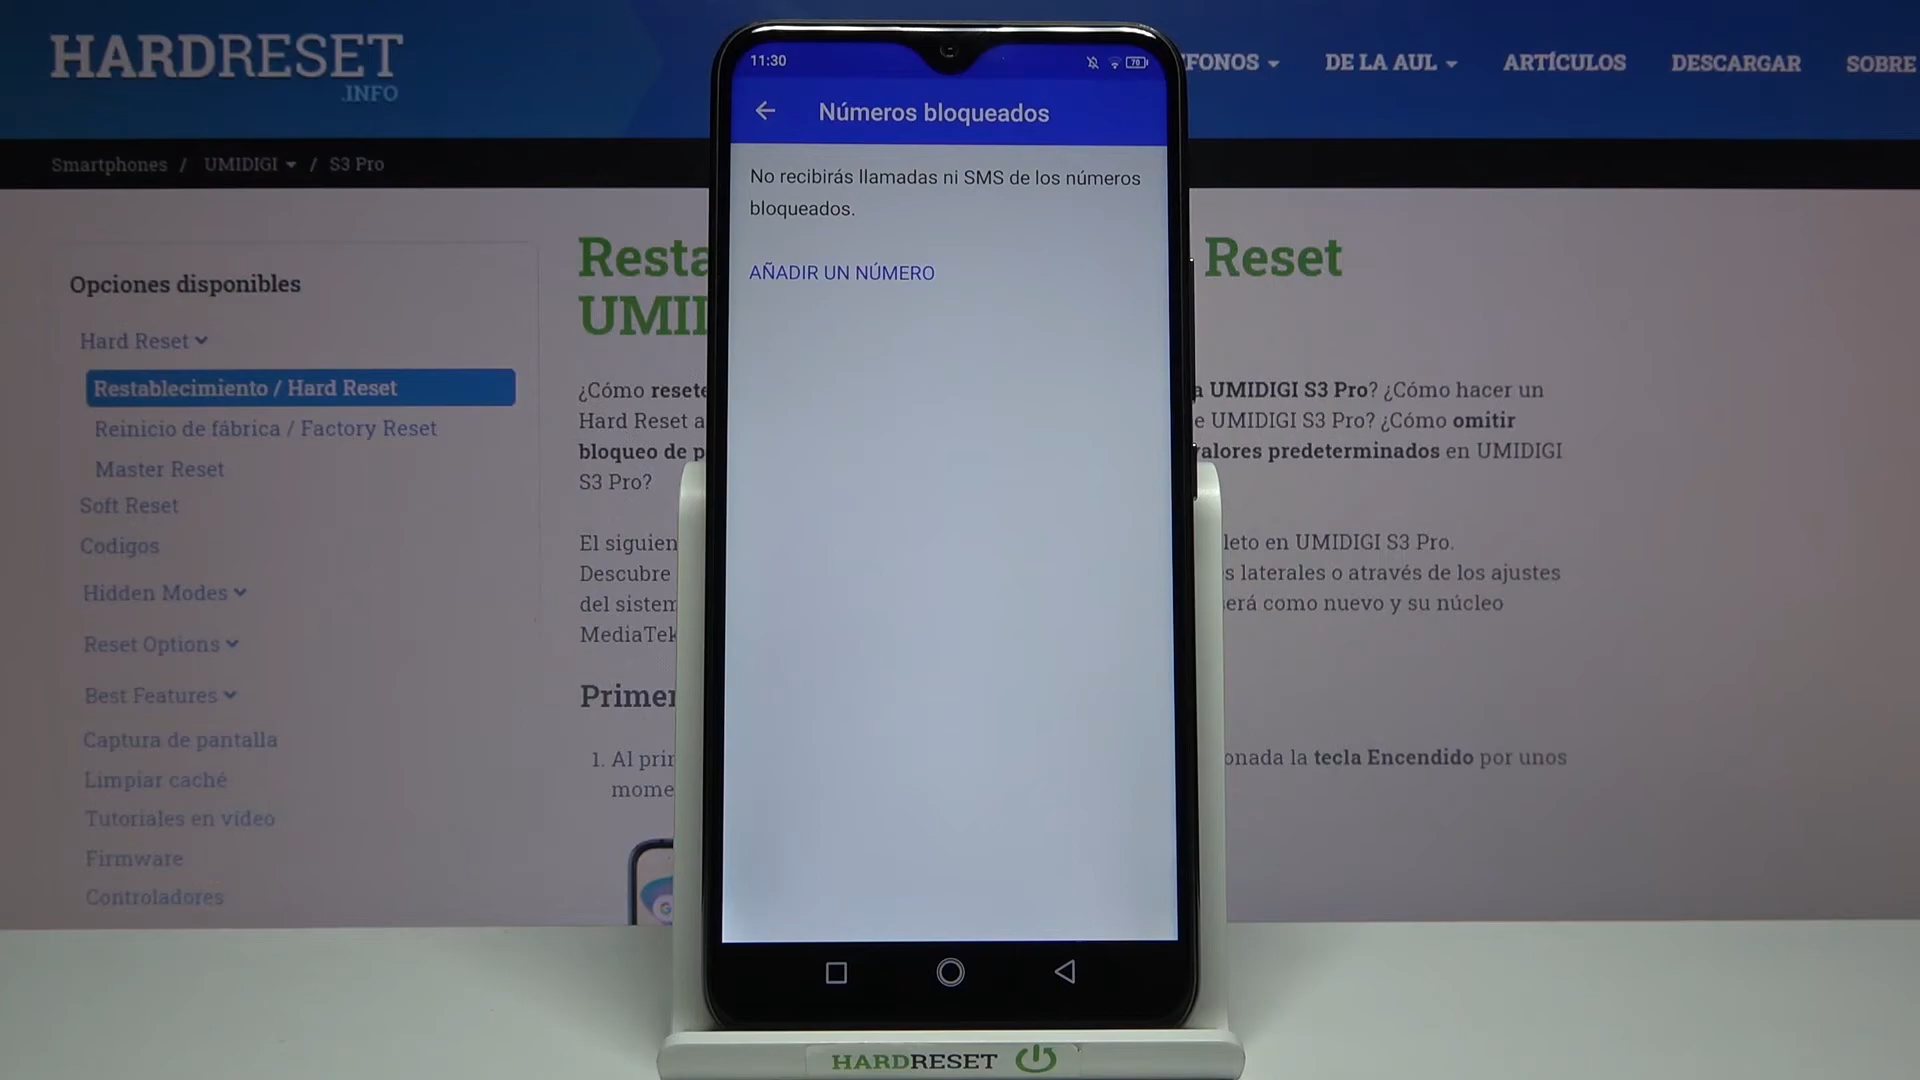 HARDRESET
.INFO
FONOS
DE LA AUL
ARTÍCULOS
DESCARGAR
SOBRE
Smartphones / UMIDIGI / S3 Pro
Opciones disponibles
Hard Reset
Restablecimiento / Hard Reset
Reinicio de fábrica / Factory Reset
Master Reset
Soft Reset
Codigos
Hidden Modes
Reset Options
Best Features
Captura de pantalla
Limpiar caché
Tutoriales en vídeo
Firmware
Controladores
11:30
70
Números bloqueados
No recibirás llamadas ni SMS de los números
bloqueados.
AÑADIR UN NÚMERO
Resta Reset
UMI
¿Cómo resete a UMIDIGI S3 Pro? ¿Cómo hacer un
Hard Reset a e UMIDIGI S3 Pro? ¿Cómo omitir
bloqueo de p valores predeterminados en UMIDIGI
S3 Pro?
El siguien leto en UMIDIGI S3 Pro.
Descubre s laterales o através de los ajustes
del sistem será como nuevo y su núcleo
MediaTek
Primer
1. Al prin onada la tecla Encendido por unos
mome
HARDRESET